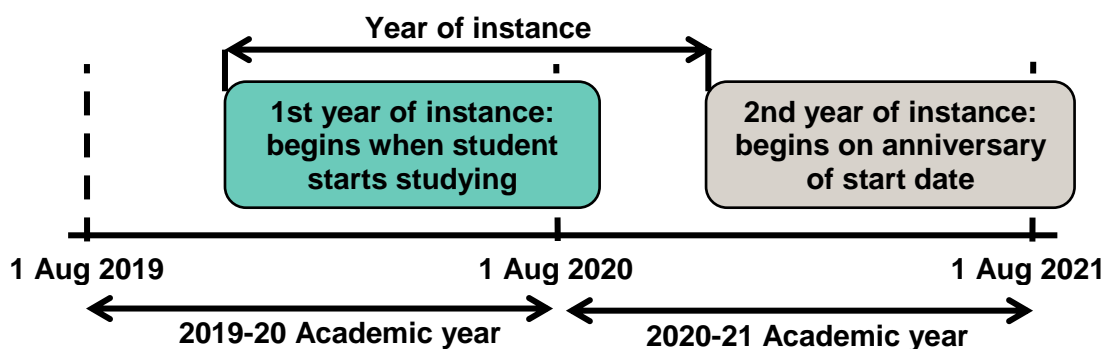 Year of instance
1st year of instance:
begins when student
starts studying
2nd year of instance:
begins on anniversary
of start date
1 Aug 2019
1 Aug 2020
1 Aug 2021
2019-20 Academic year
2020-21 Academic year